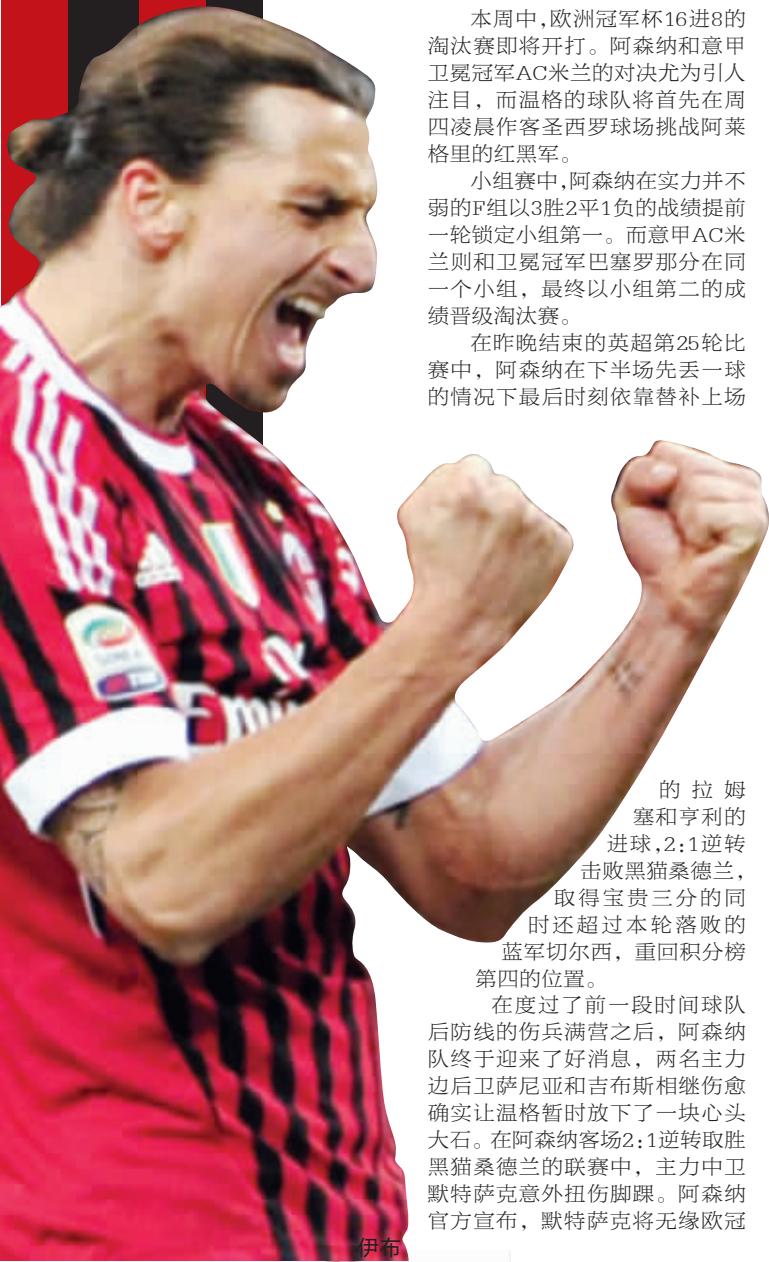 本周中,欧洲冠军杯16进8的
淘汰赛即将开打。阿森纳和意甲
卫冕冠军AC米兰的对决尤为引人
注目，而温格的球队将首先在周
四凌晨作客圣西罗球场挑战阿莱
格里的红黑军。
小组赛中,阿森纳在实力并不
弱的F组以3胜2平1负的战绩提前
一轮锁定小组第一。而意甲AC米
兰则和卫冕冠军巴塞罗那分在同
一个小组，最终以小组第二的成
绩晋级淘汰赛。
在昨晚结束的英超第25轮比
赛中，阿森纳在下半场先丢一球
的情况下最后时刻依靠替补上场
的拉姆
塞和亨利的
进球,2:1逆转
击败黑猫桑德兰，
取得宝贵三分的同
时还超过本轮落败的
蓝军切尔西，重回积分榜
第四的位置。
在度过了前一段时间球队
后防线的伤兵满营之后，阿森纳
队终于迎来了好消息，两名主力
边后卫萨尼亚和吉布斯相继伤愈
确实让温格暂时放下了一块心头
大石。在阿森纳客场2:1逆转取胜
黑猫桑德兰的联赛中，主力中卫
默特萨克意外扭伤脚踝。阿森纳
官方宣布，默特萨克将无缘欧冠
伊布